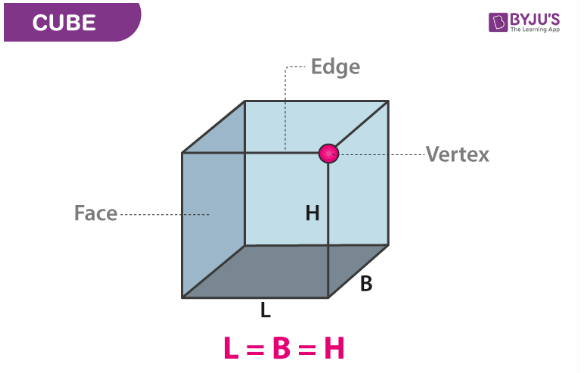 CUBE
BYJU'S
The Learning App
Edge
Vertex
Face
H
B
L
L = B = H